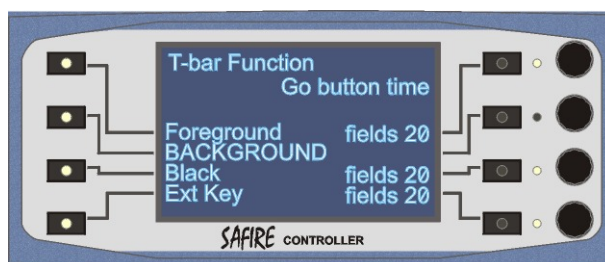 T-bar Function
Go button time
Foreground fields 20
BACKGROUND
Black fields 20
Ext Key fields 20
SAFIRE CONTROLLER